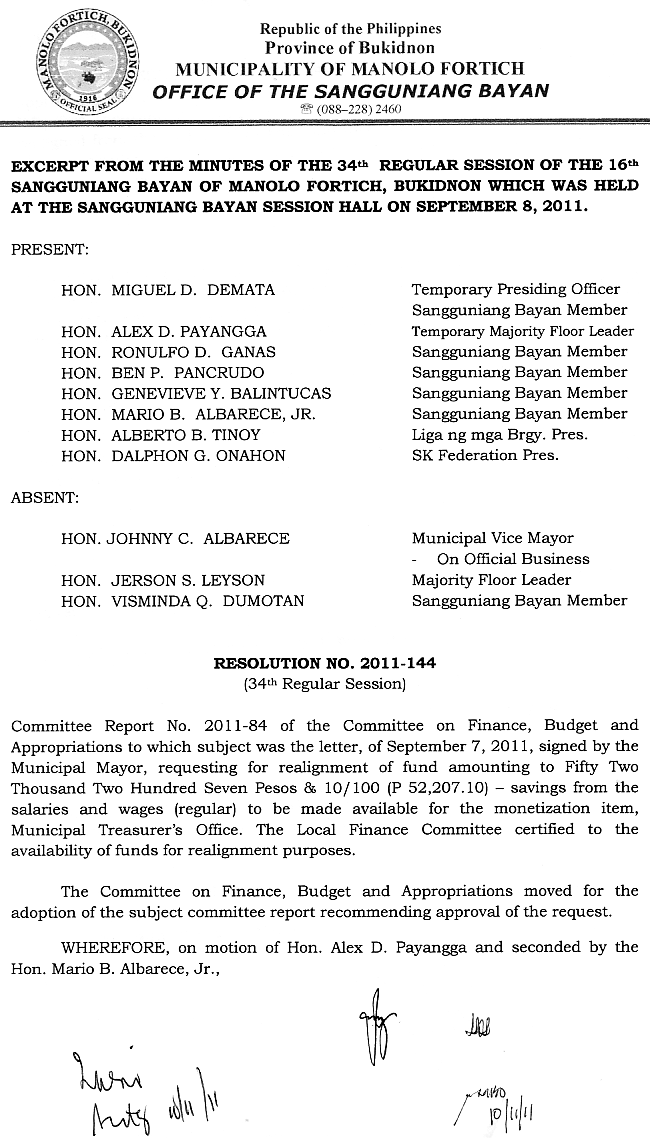 MANOLO FORTICH, BUKIDNON
1916
OFFICIAL SEAL
Republic of the Philippines
Province of Bukidnon
MUNICIPALITY OF MANOLO FORTICH
OFFICE OF THE SANGGUNIANG BAYAN
☏ (088–228) 2460
EXCERPT FROM THE MINUTES OF THE 34th REGULAR SESSION OF THE 16th
SANGGUNIANG BAYAN OF MANOLO FORTICH, BUKIDNON WHICH WAS HELD
AT THE SANGGUNIANG BAYAN SESSION HALL ON SEPTEMBER 8, 2011.
PRESENT:
HON. MIGUEL D. DEMATA Temporary Presiding Officer
Sangguniang Bayan Member
HON. ALEX D. PAYANGGA Temporary Majority Floor Leader
HON. RONULFO D. GANAS Sangguniang Bayan Member
HON. BEN P. PANCRUDO Sangguniang Bayan Member
HON. GENEVIEVE Y. BALINTUCAS Sangguniang Bayan Member
HON. MARIO B. ALBARECE, JR. Sangguniang Bayan Member
HON. ALBERTO B. TINOY Liga ng mga Brgy. Pres.
HON. DALPHON G. ONAHON SK Federation Pres.
ABSENT:
HON. JOHNNY C. ALBARECE Municipal Vice Mayor
- On Official Business
HON. JERSON S. LEYSON Majority Floor Leader
HON. VISMINDA Q. DUMOTAN Sangguniang Bayan Member
RESOLUTION NO. 2011-144
(34th Regular Session)
Committee Report No. 2011-84 of the Committee on Finance, Budget and
Appropriations to which subject was the letter, of September 7, 2011, signed by the
Municipal Mayor, requesting for realignment of fund amounting to Fifty Two
Thousand Two Hundred Seven Pesos & 10/100 (P 52,207.10) – savings from the
salaries and wages (regular) to be made available for the monetization item,
Municipal Treasurer's Office. The Local Finance Committee certified to the
availability of funds for realignment purposes.
The Committee on Finance, Budget and Appropriations moved for the
adoption of the subject committee report recommending approval of the request.
WHEREFORE, on motion of Hon. Alex D. Payangga and seconded by the
Hon. Mario B. Albarece, Jr.,
10/11/11
10/11/11